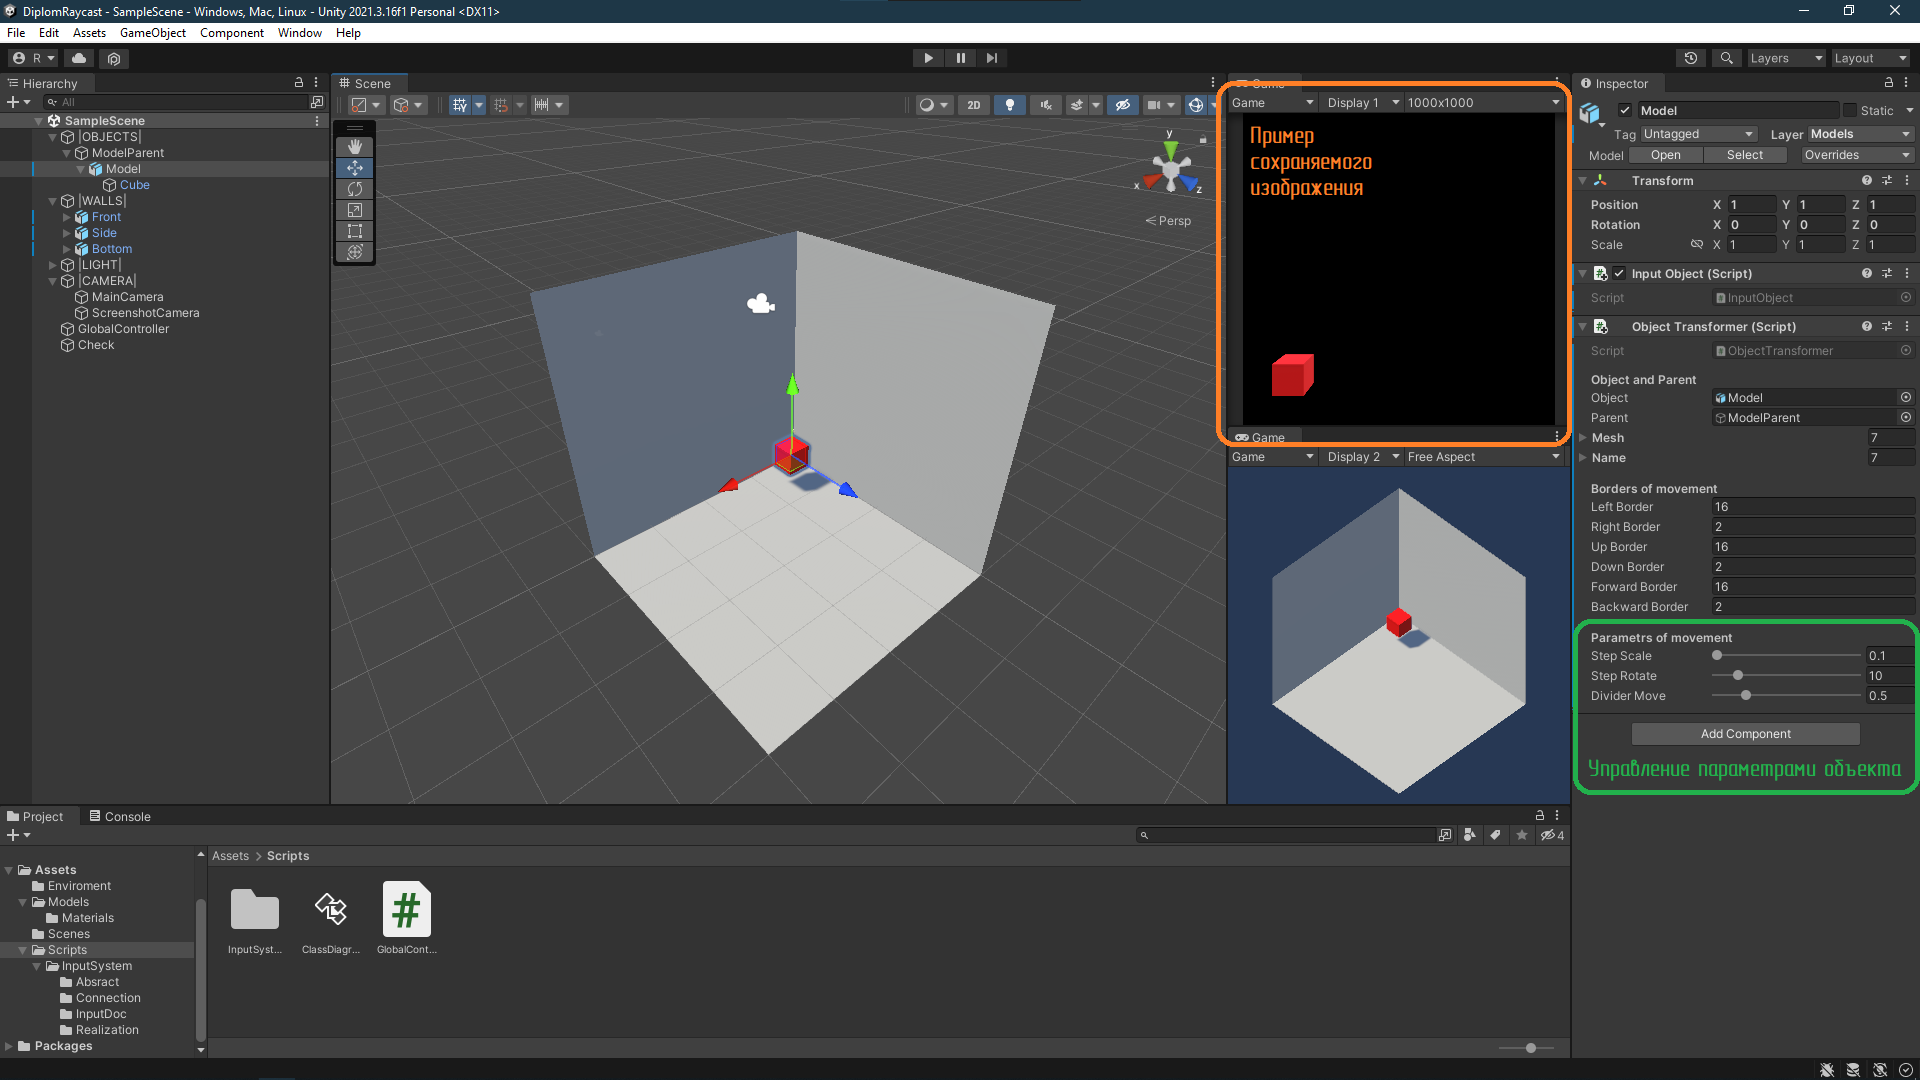 DiplomRaycast - SampleScene - Windows, Mac, Linux - Unity 2021.3.16f1 Personal <DX11>
File Edit Assets GameObject Component Window Help
R Layers Layout
Hierarchy
All
SampleScene
|OBJECTS|
ModelParent
Model
Cube
|WALLS|
Front
Side
Bottom
|LIGHT|
|CAMERA|
MainCamera
ScreenshotCamera
GlobalController
Check
Scene
2D
y
x
z
Persp
Game Display 1 1000x1000
Пример
сохраняемого
изображения
Game
Game Display 2 Free Aspect
Inspector
Model Static
Tag Untagged Layer Models
Model Open Select Overrides
Transform
Position X 1 Y 1 Z 1
Rotation X 0 Y 0 Z 0
Scale X 1 Y 1 Z 1
Input Object (Script)
Script InputObject
Object Transformer (Script)
Script ObjectTransformer
Object and Parent
Object Model
Parent ModelParent
Mesh 7
Name 7
Borders of movement
Left Border 16
Right Border 2
Up Border 16
Down Border 2
Forward Border 16
Backward Border 2
Parametrs of movement
Step Scale 0.1
Step Rotate 10
Divider Move 0.5
Add Component
Управление параметрами объекта
Project Console
4
Assets
Enviroment
Models
Materials
Scenes
Scripts
InputSystem
Absract
Connection
InputDoc
Realization
Packages
Assets > Scripts
InputSyst... ClassDiagr... GlobalCont...